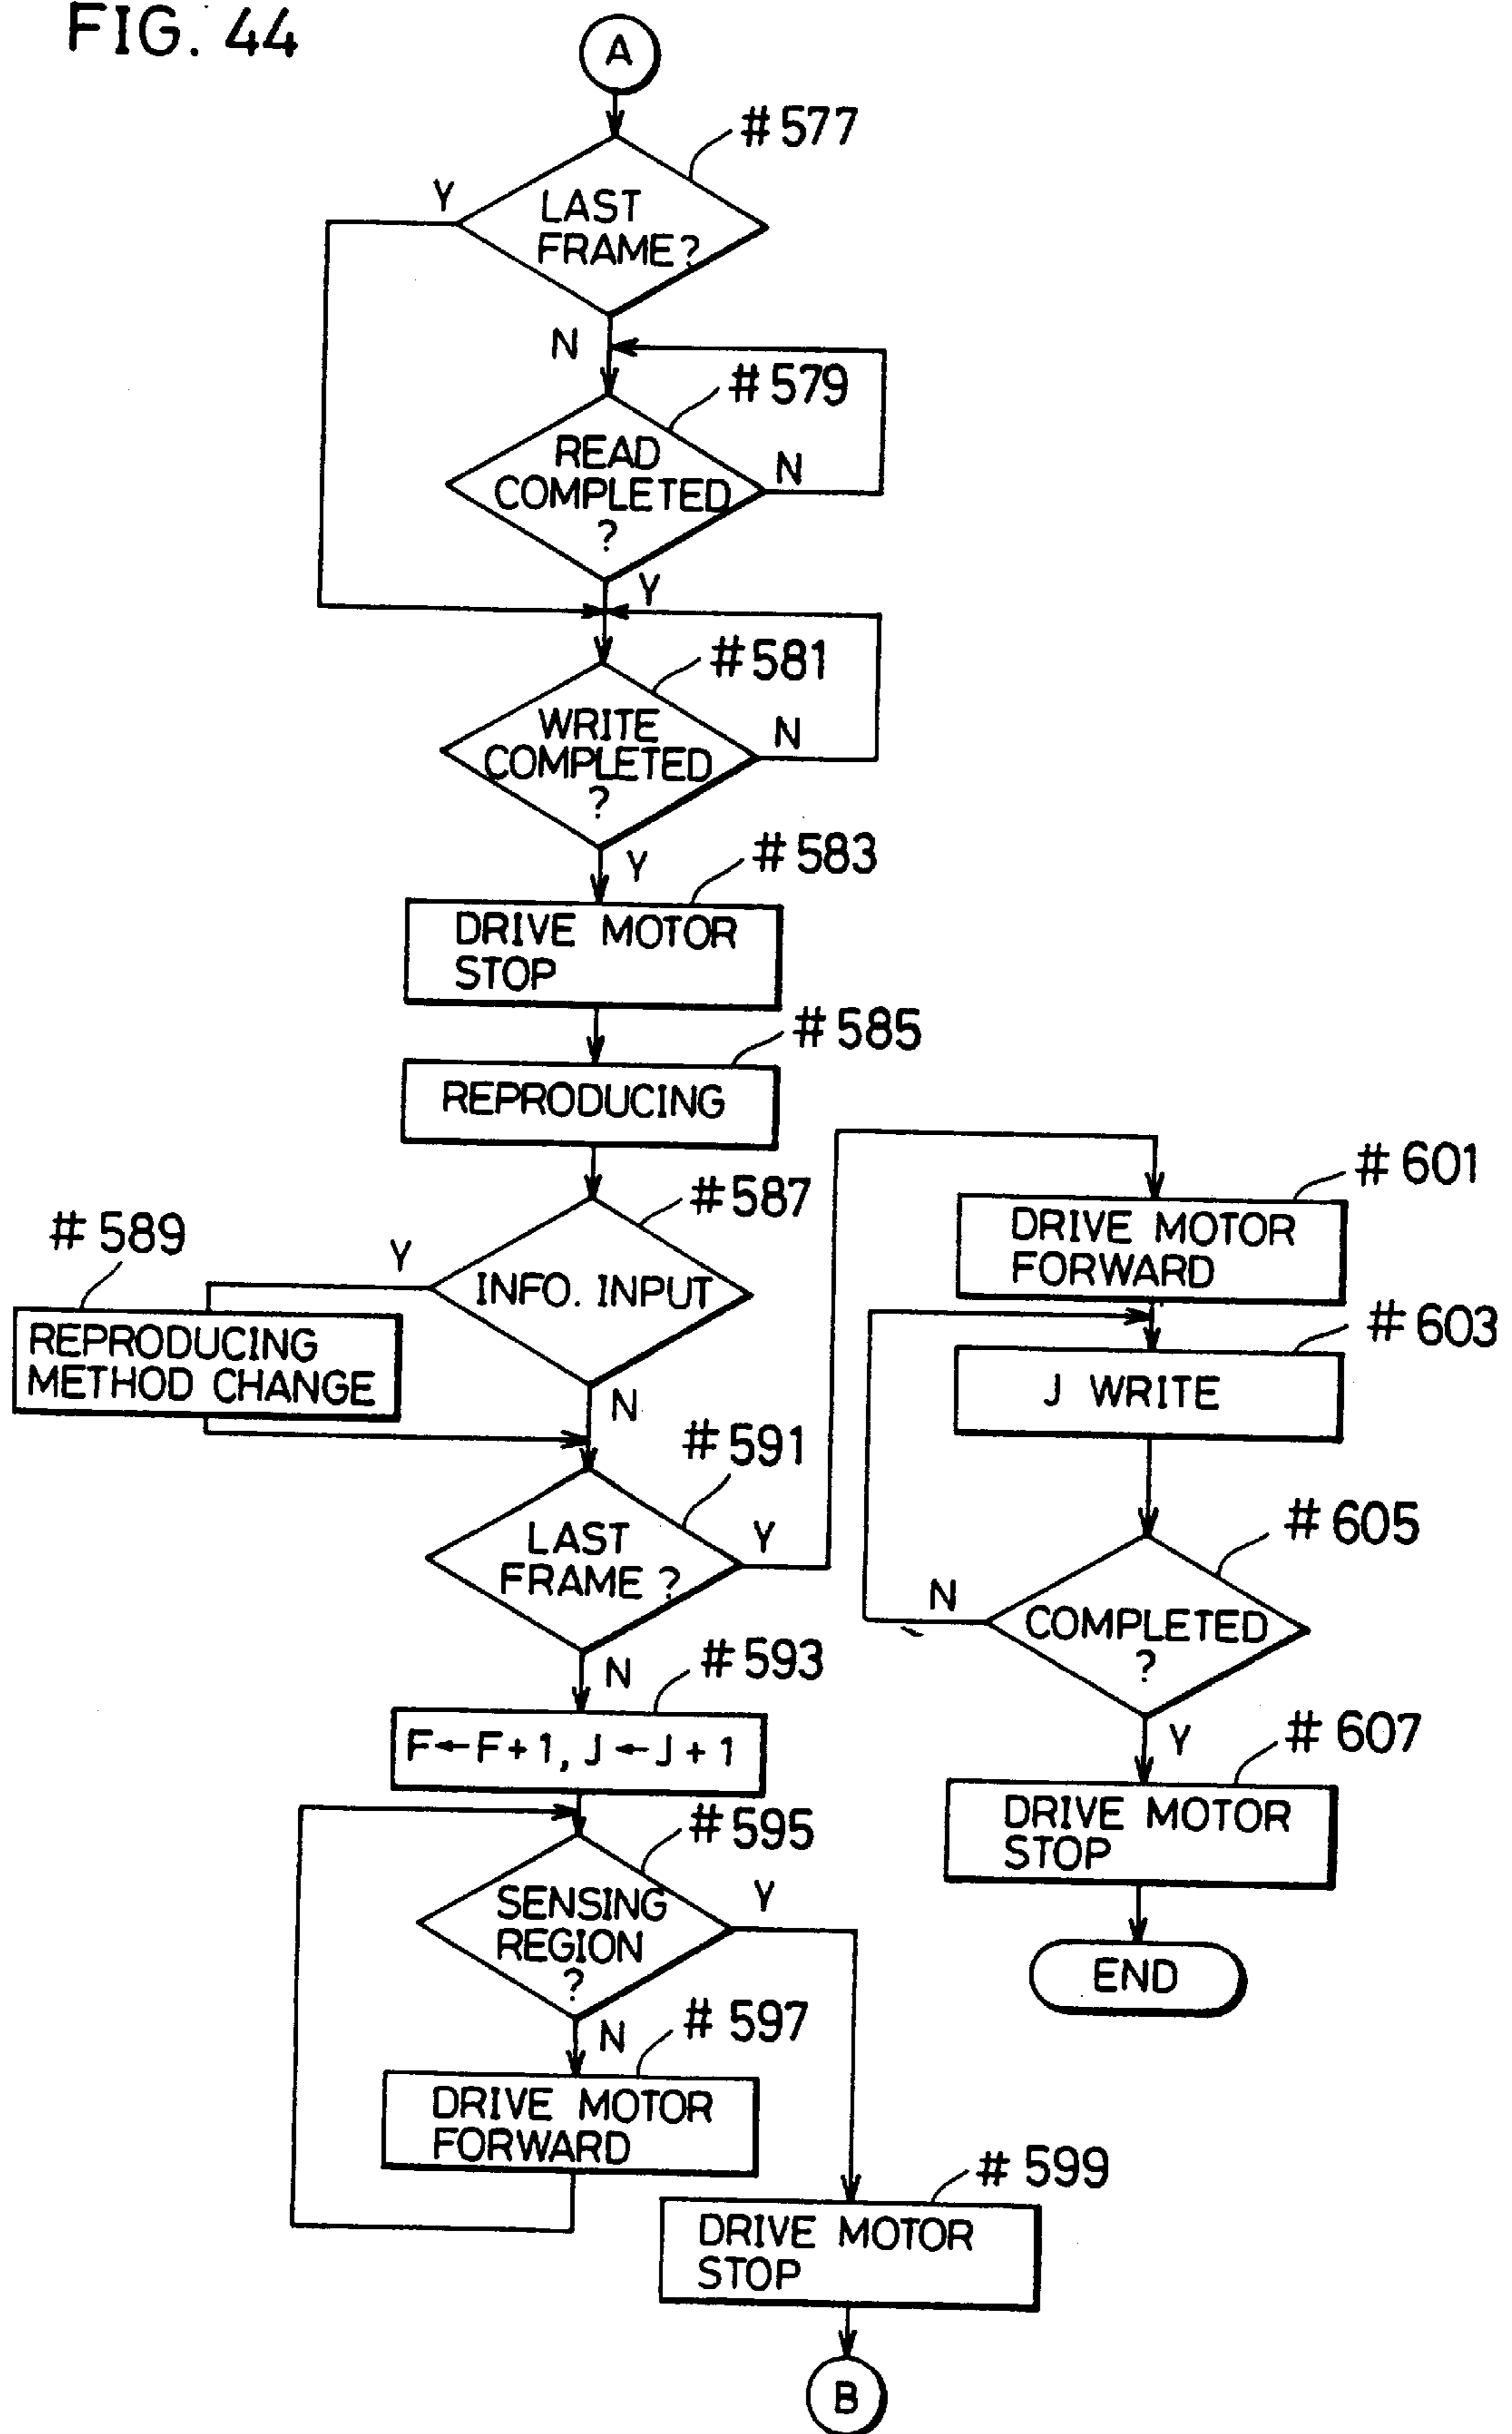 FIG. 44
A
#577
Y
LAST
FRAME?
N
#579
READ
COMPLETED
?
N
Y
#581
WRITE
COMPLETED
?
N
Y
#583
DRIVE MOTOR
STOP
#585
REPRODUCING
#587
INFO. INPUT
Y
#589
REPRODUCING
METHOD CHANGE
N
#591
LAST
FRAME ?
Y
N
#593
F←F+1, J←J+1
#595
SENSING
REGION
?
Y
N
#597
DRIVE MOTOR
FORWARD
#599
DRIVE MOTOR
STOP
B
#601
DRIVE MOTOR
FORWARD
#603
J WRITE
#605
COMPLETED
?
N
Y
#607
DRIVE MOTOR
STOP
END